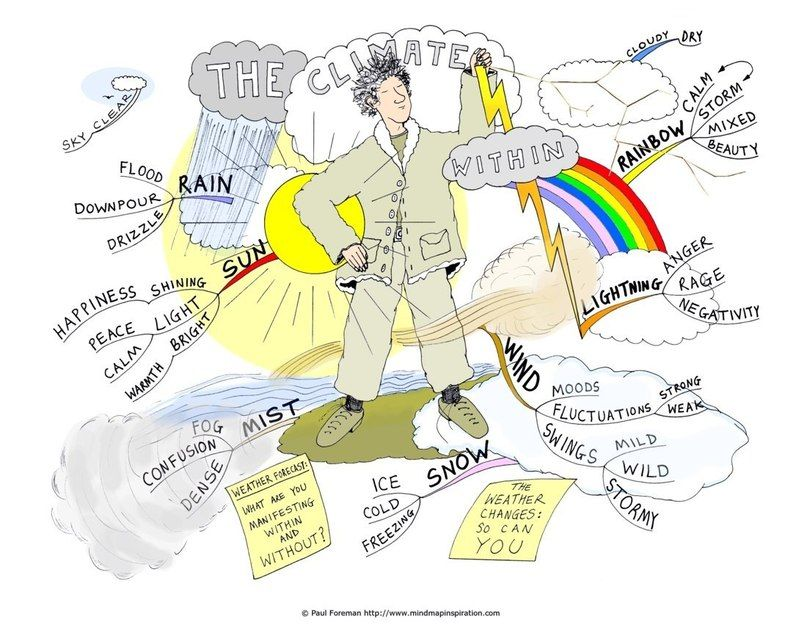 THE CLIMATE
WITHIN
SKY CLEAR
CLOUDY DRY
RAINBOW
CALM
STORM
MIXED
BEAUTY
RAIN
FLOOD
DOWNPOUR
DRIZZLE
SUN
SHINING
HAPPINESS
LIGHT
PEACE
CALM
BRIGHT
WARMTH
LIGHTNING
ANGER
RAGE
NEGATIVITY
WIND
MOODS
FLUCTUATIONS
STRONG
WEAK
SWINGS
MILD
WILD
STORMY
MIST
FOG
CONFUSION
DENSE
SNOW
ICE
COLD
FREEZING
WEATHER FORECAST:
WHAT ARE YOU
MANIFESTING
WITHIN
AND
WITHOUT?
THE
WEATHER
CHANGES:
SO CAN
YOU
© Paul Foreman http://www.mindmapinspiration.com